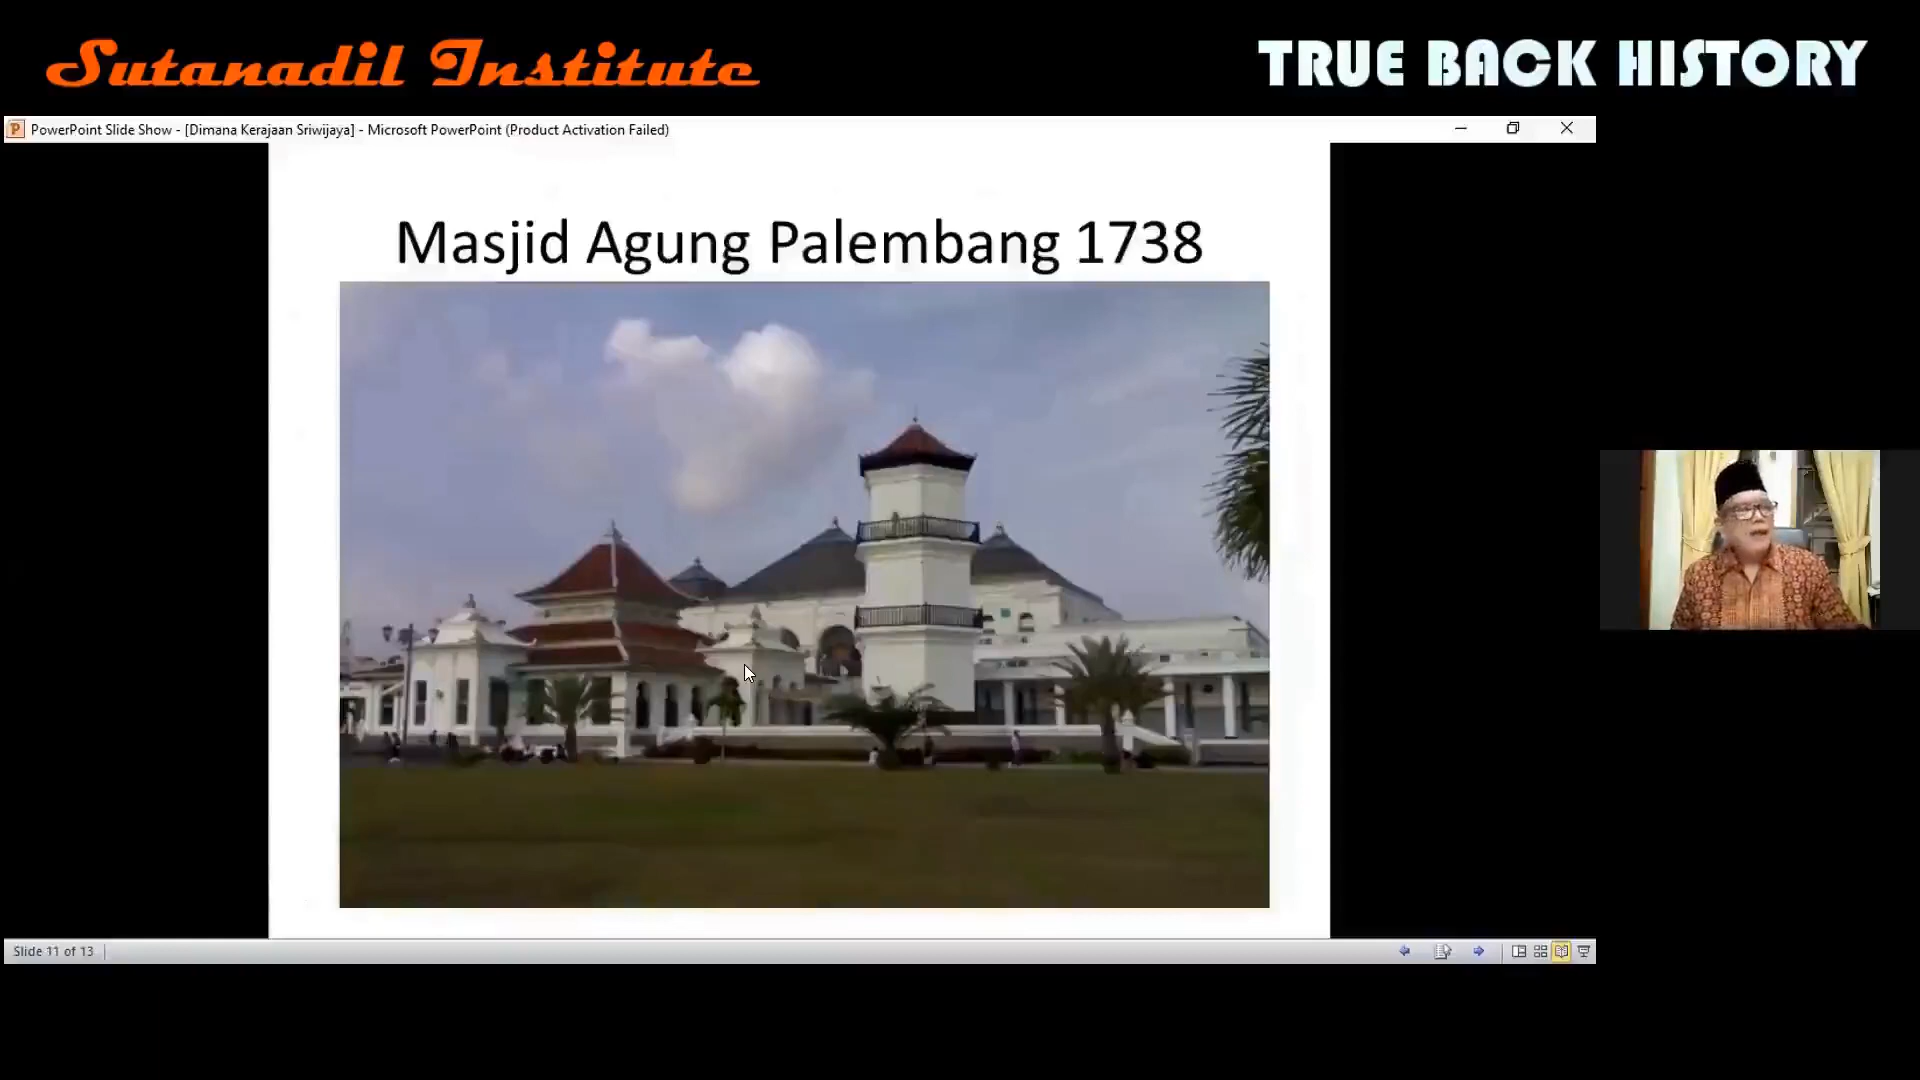 Sutanadil Institute
TRUE BACK HISTORY
PowerPoint Slide Show - [Dimana Kerajaan Sriwijaya] - Microsoft PowerPoint (Product Activation Failed)
Masjid Agung Palembang 1738
Slide 11 of 13